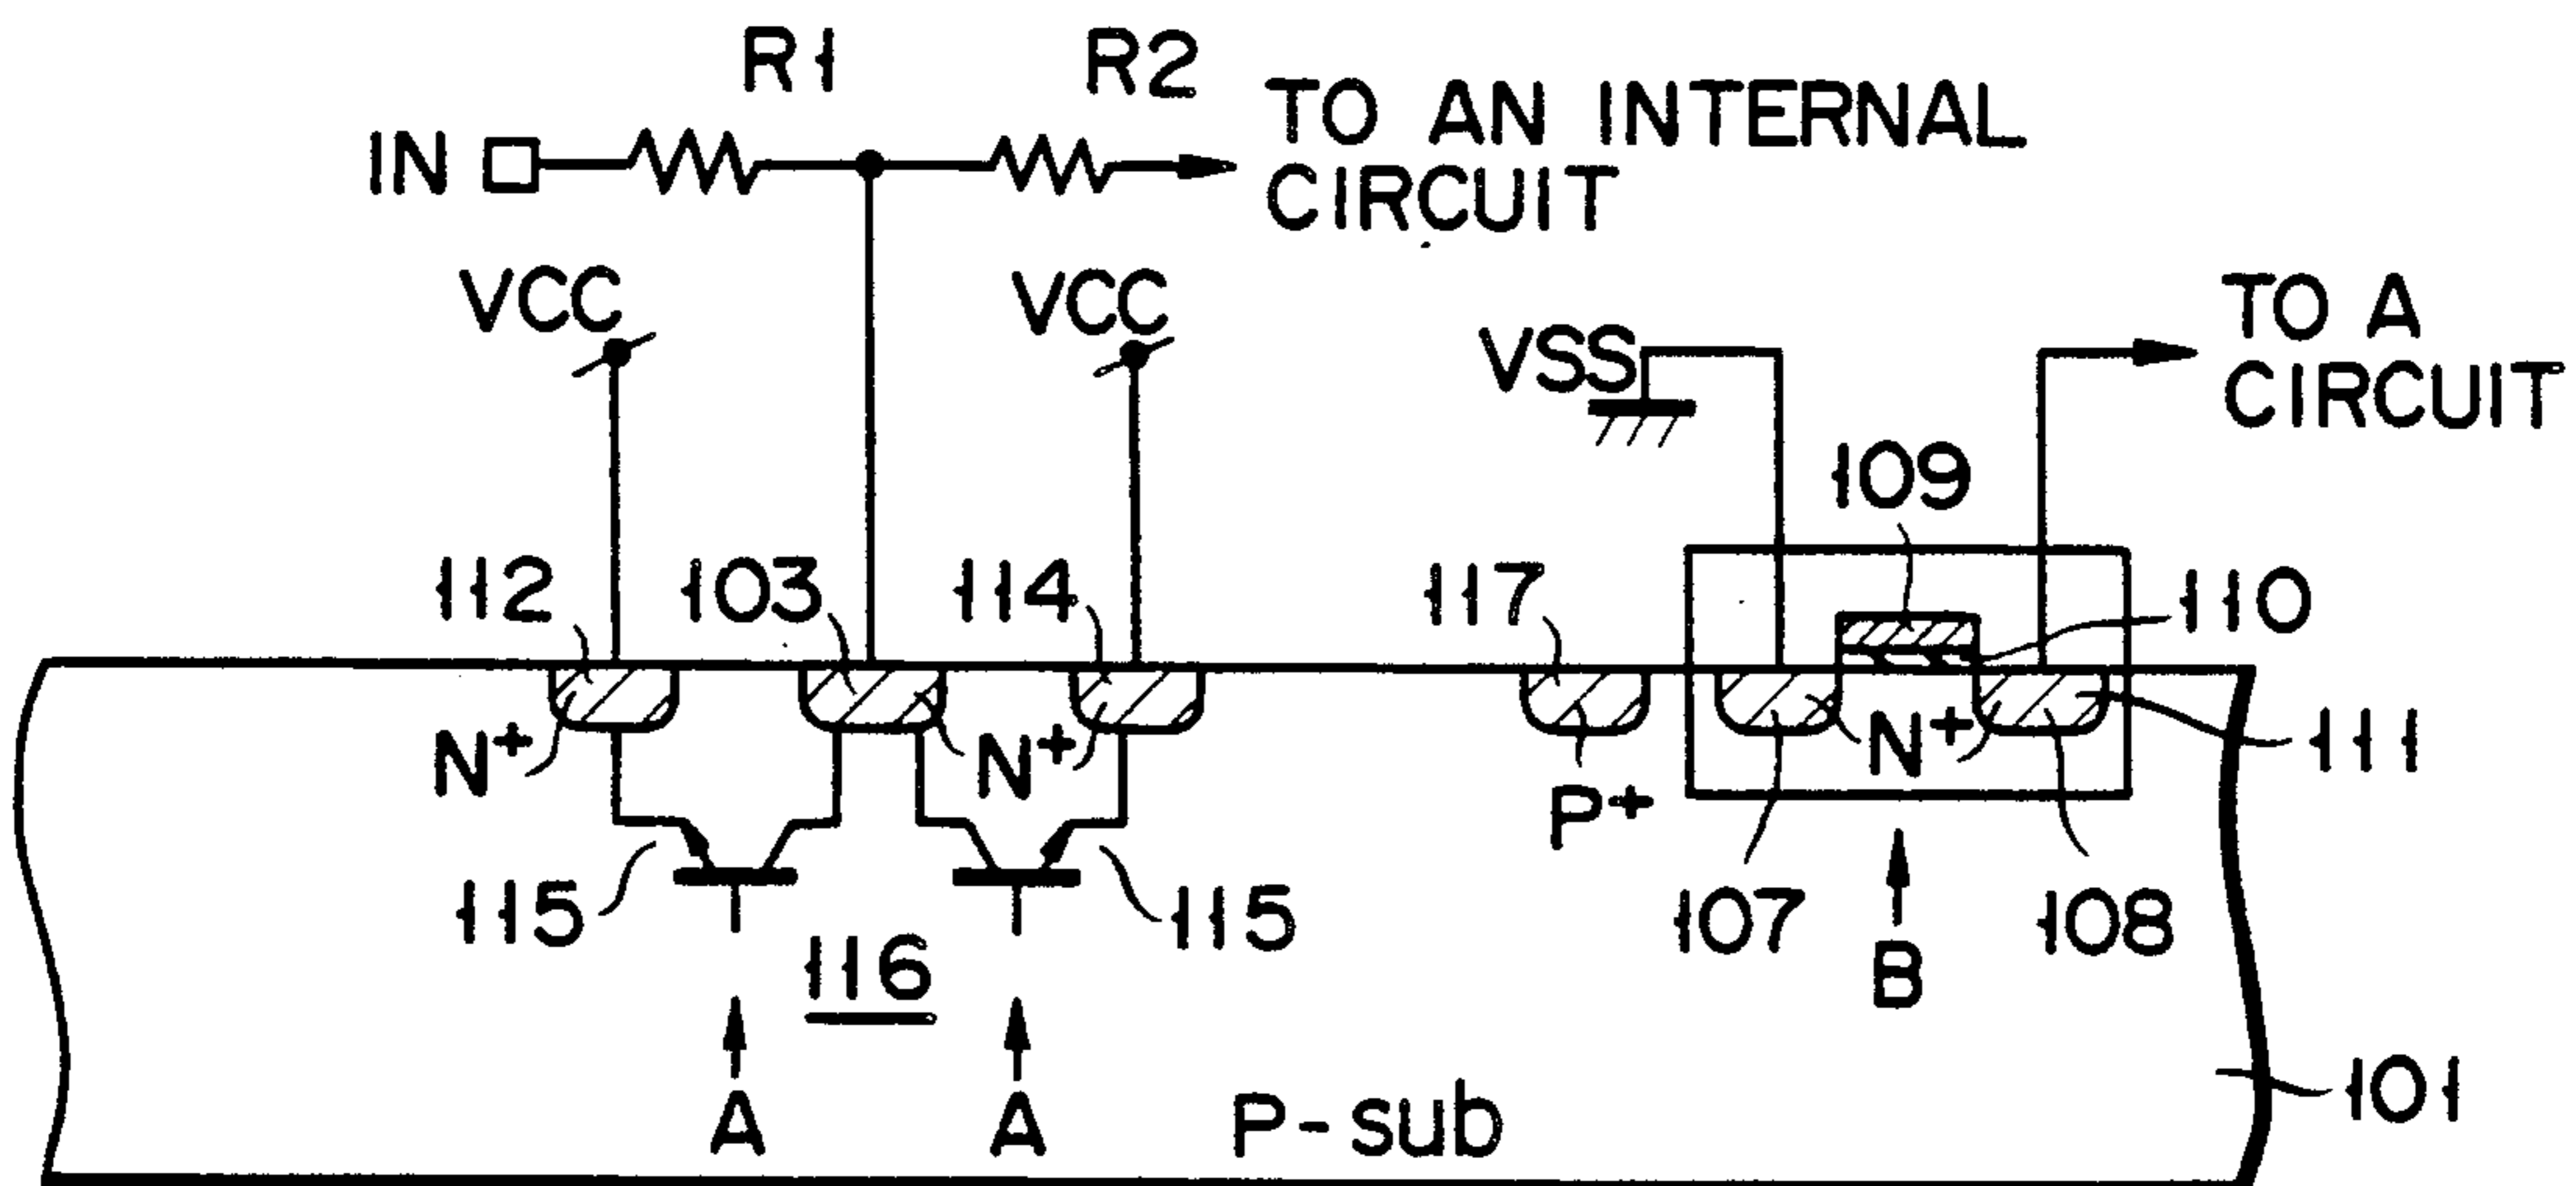 R1
R2
IN
TO AN INTERNAL
CIRCUIT
VCC
VCC
VSS
TO A
CIRCUIT
109
112
103
114
117
110
N+
N+
N+
P+
111
115
115
107
108
116
B
A
A
P-sub
101